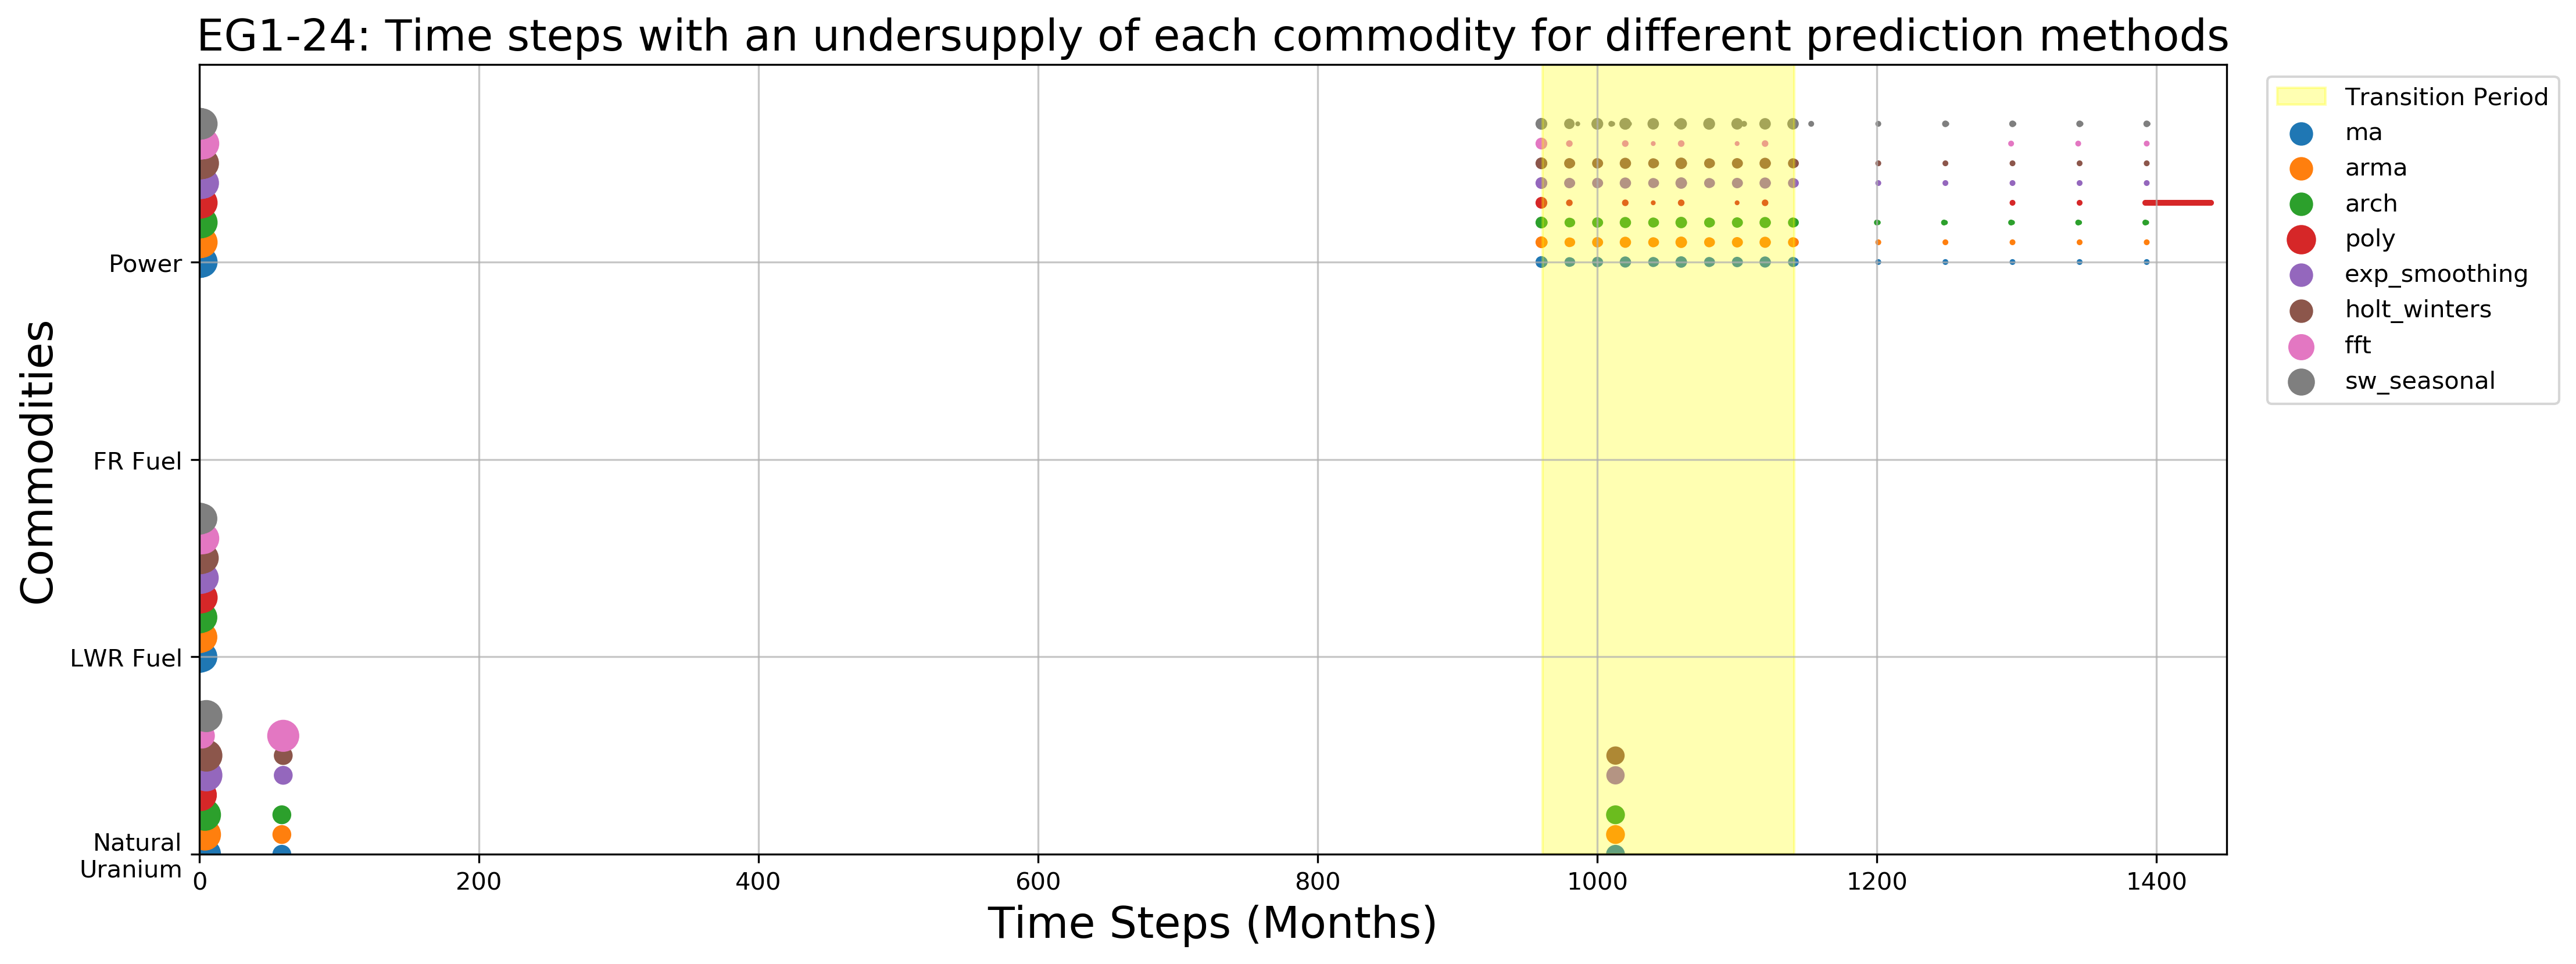 EG1-24: Time steps with an undersupply of each commodity for different prediction methods
Transition Period
ma
arma
arch
poly
exp_smoothing
holt_winters
fft
sw_seasonal
Commodities
Power
FR Fuel
LWR Fuel
Natural
Uranium
0 200 400 600 800 1000 1200 1400
Time Steps (Months)